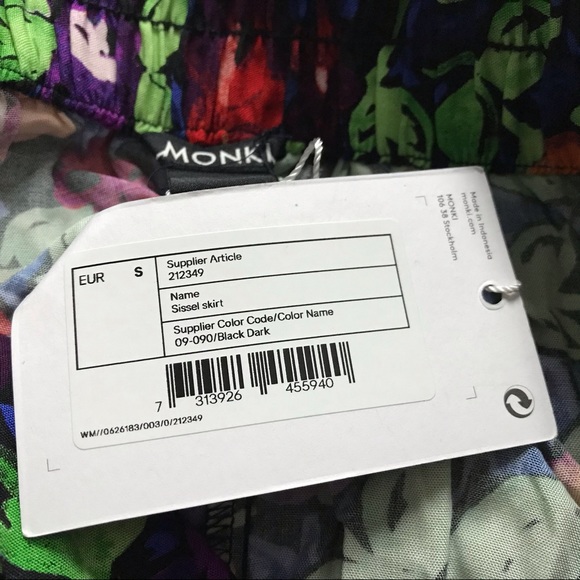 MONKI
MONKI
106 38 Stockholm
Made in Indonesia
monki.com
EUR S
Supplier Article
212349
Name
Sissel skirt
Supplier Color Code/Color Name
09-090/Black Dark
7 313926 455940
WM//0626183/003/0/212349